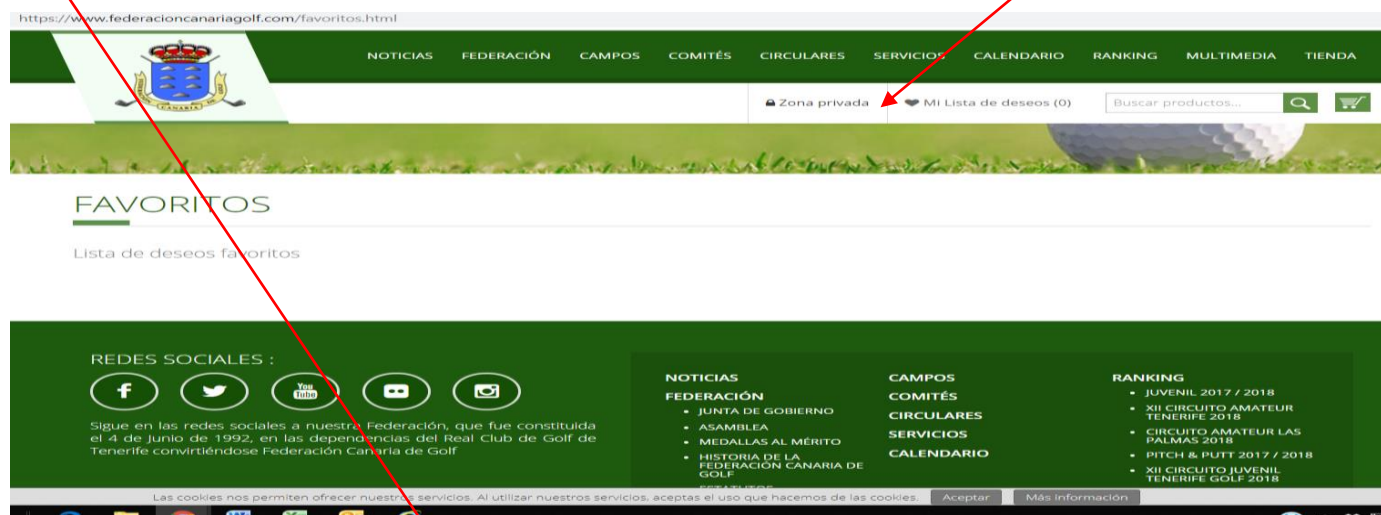 https://www.federacioncanariagolf.com/favoritos.html
NOTICIAS FEDERACIÓN CAMPOS COMITÉS CIRCULARES SERVICIOS CALENDARIO RANKING MULTIMEDIA TIENDA
Zona privada Mi Lista de deseos (0) Buscar productos...
FAVORITOS
Lista de deseos favoritos
REDES SOCIALES :
You
Tube
Sigue en las redes sociales a nuestra Federación, que fue constituida
el 4 de Junio de 1992, en las dependencias del Real Club de Golf de
Tenerife convirtiéndose Federación Canaria de Golf
NOTICIAS
FEDERACIÓN
JUNTA DE GOBIERNO
ASAMBLEA
MEDALLAS AL MÉRITO
HISTORIA DE LA
FEDERACIÓN CANARIA DE
GOLF
CAMPOS
COMITÉS
CIRCULARES
SERVICIOS
CALENDARIO
RANKING
JUVENIL 2017 / 2018
XII CIRCUITO AMATEUR
TENERIFE 2018
CIRCUITO AMATEUR LAS
PALMAS 2018
PITCH & PUTT 2017 / 2018
XII CIRCUITO JUVENIL
TENERIFE GOLF 2018
Las cookies nos permiten ofrecer nuestros servicios. Al utilizar nuestros servicios, aceptas el uso que hacemos de las cookies. Aceptar Más información